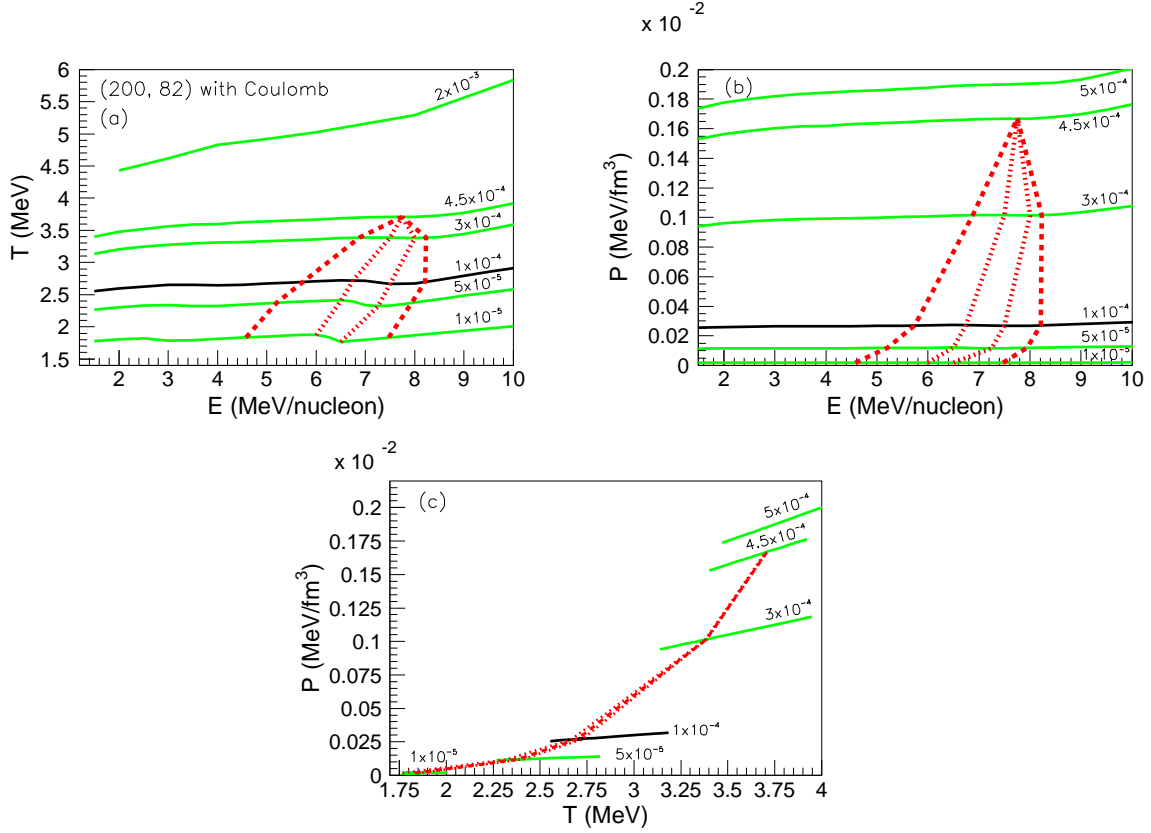 x 10⁻²
6
5.5
5
4.5
4
3.5
3
2.5
2
1.5
T (MeV)
(200, 82) with Coulomb
(a)
2x10⁻³
4.5x10⁻⁴
3x10⁻⁴
1x10⁻⁴
5x10⁻⁵
1x10⁻⁵
2 3 4 5 6 7 8 9 10
E (MeV/nucleon)
0.2
0.18
0.16
0.14
0.12
0.1
0.08
0.06
0.04
0.02
0
P (MeV/fm³)
(b)
5x10⁻⁴
4.5x10⁻⁴
3x10⁻⁴
1x10⁻⁴
5x10⁻⁵
1x10⁻⁵
2 3 4 5 6 7 8 9 10
E (MeV/nucleon)
x 10⁻²
0.2
0.175
0.15
0.125
0.1
0.075
0.05
0.025
0
P (MeV/fm³)
(c)
5x10⁻⁴
4.5x10⁻⁴
3x10⁻⁴
1x10⁻⁴
5x10⁻⁵
1x10⁻⁵
1.75 2 2.25 2.5 2.75 3 3.25 3.5 3.75 4
T (MeV)